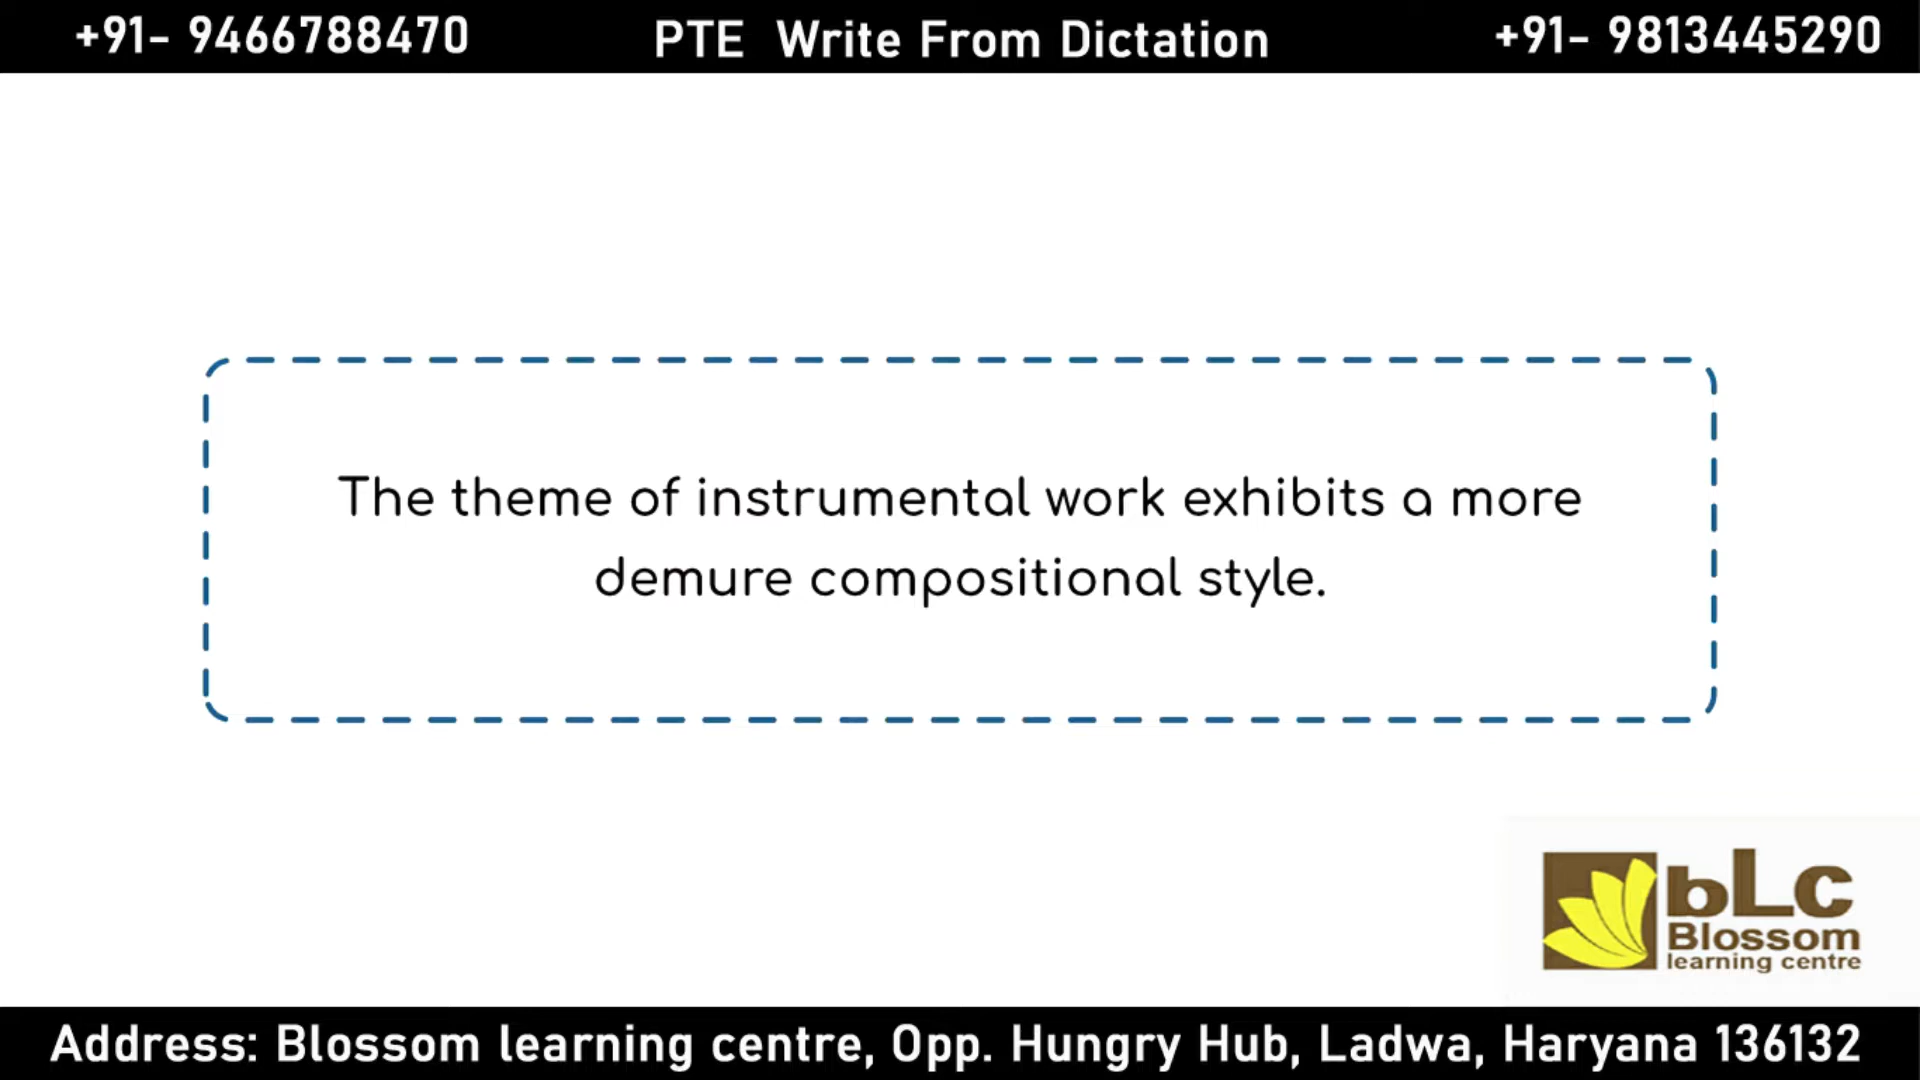 +91- 9466788470 PTE Write From Dictation +91- 9813445290
The theme of instrumental work exhibits a more
demure compositional style.
bLc
Blossom
learning centre
Address: Blossom learning centre, Opp. Hungry Hub, Ladwa, Haryana 136132